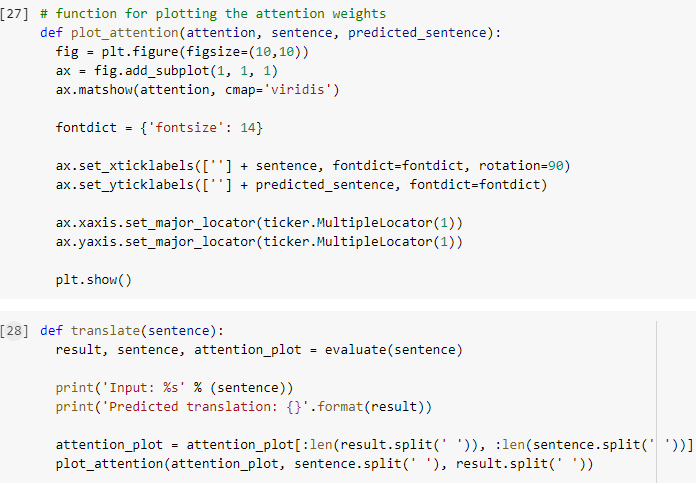 [27] # function for plotting the attention weights
def plot_attention(attention, sentence, predicted_sentence):
  fig = plt.figure(figsize=(10,10))
  ax = fig.add_subplot(1, 1, 1)
  ax.matshow(attention, cmap='viridis')

  fontdict = {'fontsize': 14}

  ax.set_xticklabels([''] + sentence, fontdict=fontdict, rotation=90)
  ax.set_yticklabels([''] + predicted_sentence, fontdict=fontdict)

  ax.xaxis.set_major_locator(ticker.MultipleLocator(1))
  ax.yaxis.set_major_locator(ticker.MultipleLocator(1))

  plt.show()

[28] def translate(sentence):
  result, sentence, attention_plot = evaluate(sentence)

  print('Input: %s' % (sentence))
  print('Predicted translation: {}'.format(result))

  attention_plot = attention_plot[:len(result.split(' ')), :len(sentence.split(' '))]
  plot_attention(attention_plot, sentence.split(' '), result.split(' '))